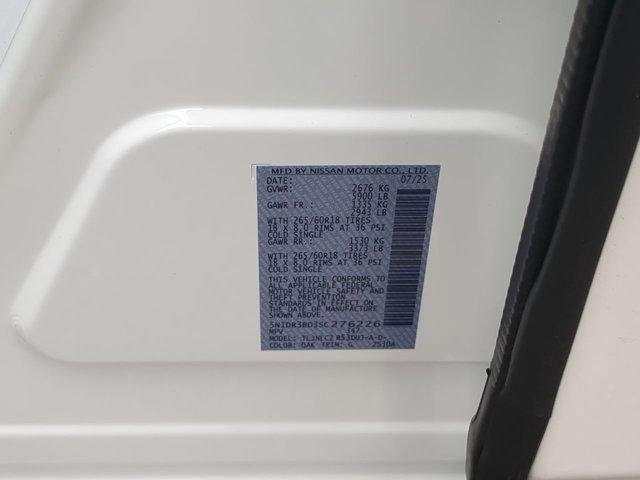 MFD BY NISSAN MOTOR CO., LTD.
DATE: 07/25
GVWR: 2676 KG
5900 LB
GAWR FR.: 1335 KG
2943 LB
WITH 265/60R18 TIRES
18 x 8.0 RIMS AT 36 PSI
COLD SINGLE
GAWR RR.: 1530 KG
3373 LB
WITH 265/60R18 TIRES
18 x 8.0 RIMS AT 36 PSI
COLD SINGLE
THIS VEHICLE CONFORMS TO
ALL APPLICABLE FEDERAL
MOTOR VEHICLE SAFETY AND
THEFT PREVENTION
STANDARDS IN EFFECT ON
THE DATE OF MANUFACTURE
SHOWN ABOVE.
5N1DR3BD3SC276226
MPV 347
MODEL:
COLOR: QAK TRIM: G 2510A